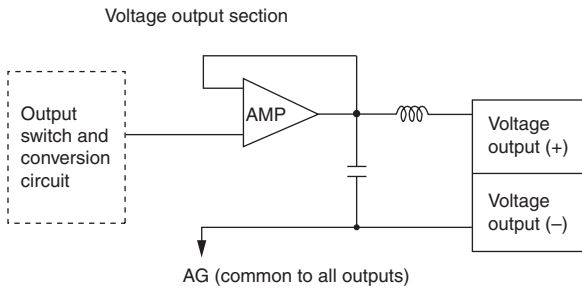 Voltage output section
Output
switch and
conversion
circuit
AMP
Voltage
output (+)
Voltage
output (–)
AG (common to all outputs)